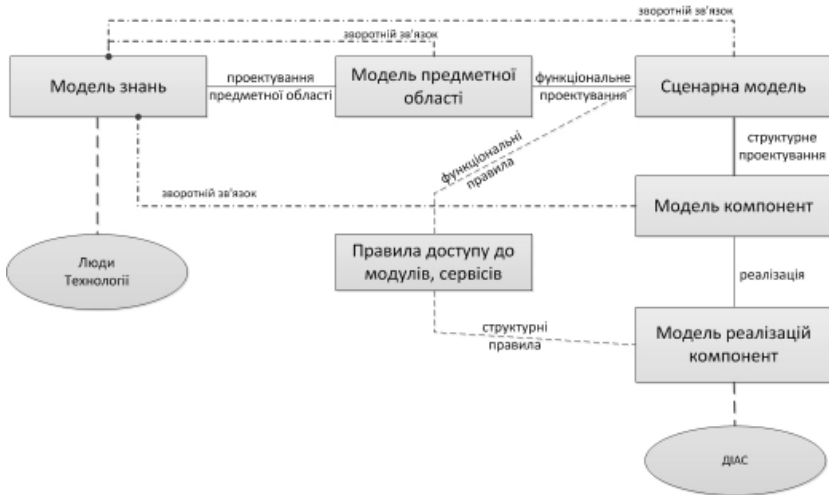 зворотній зв'язок
зворотній зв'язок
Модель знань
проектування
предметної області
Модель предметної
області
функціональне
проектування
Сценарна модель
функціональні
правила
структурне
проектування
зворотній зв'язок
Модель компонент
Люди
Технології
Правила доступу до
модулів, сервісів
реалізація
структурні
правила
Модель реалізацій
компонент
ДІАС